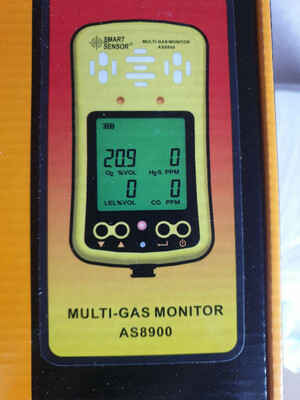 SMART
SENSOR®
MULTI-GAS MONITOR
AS8900
20.9 0
O₂ %VOL H₂S PPM
0 0
LEL%VOL CO PPM
MULTI-GAS MONITOR
AS8900